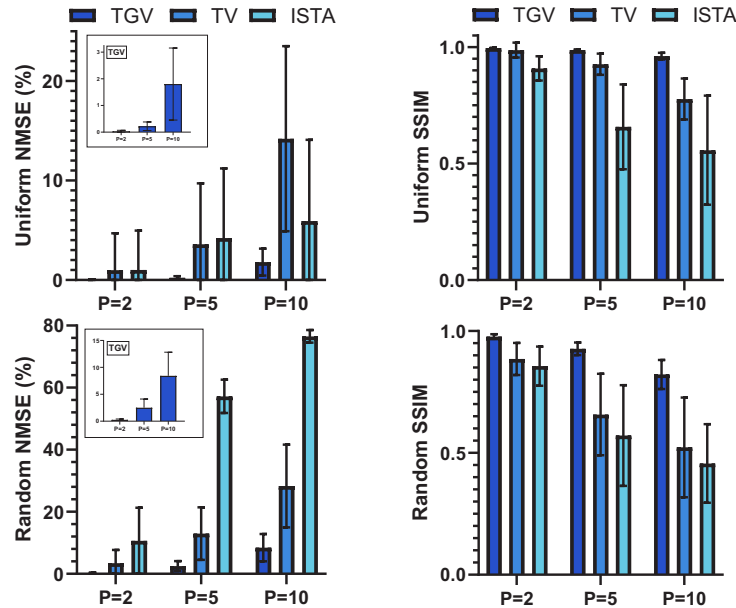 TGV TV ISTA
Uniform NMSE (%)
20
10
0
TGV
3
2
1
0
P=2 P=5 P=10
P=2 P=5 P=10
TGV TV ISTA
Uniform SSIM
1.0
0.5
0.0
P=2 P=5 P=10
Random NMSE (%)
80
60
40
20
0
TGV
15
10
5
0
P=2 P=5 P=10
P=2 P=5 P=10
Random SSIM
1.0
0.5
0.0
P=2 P=5 P=10